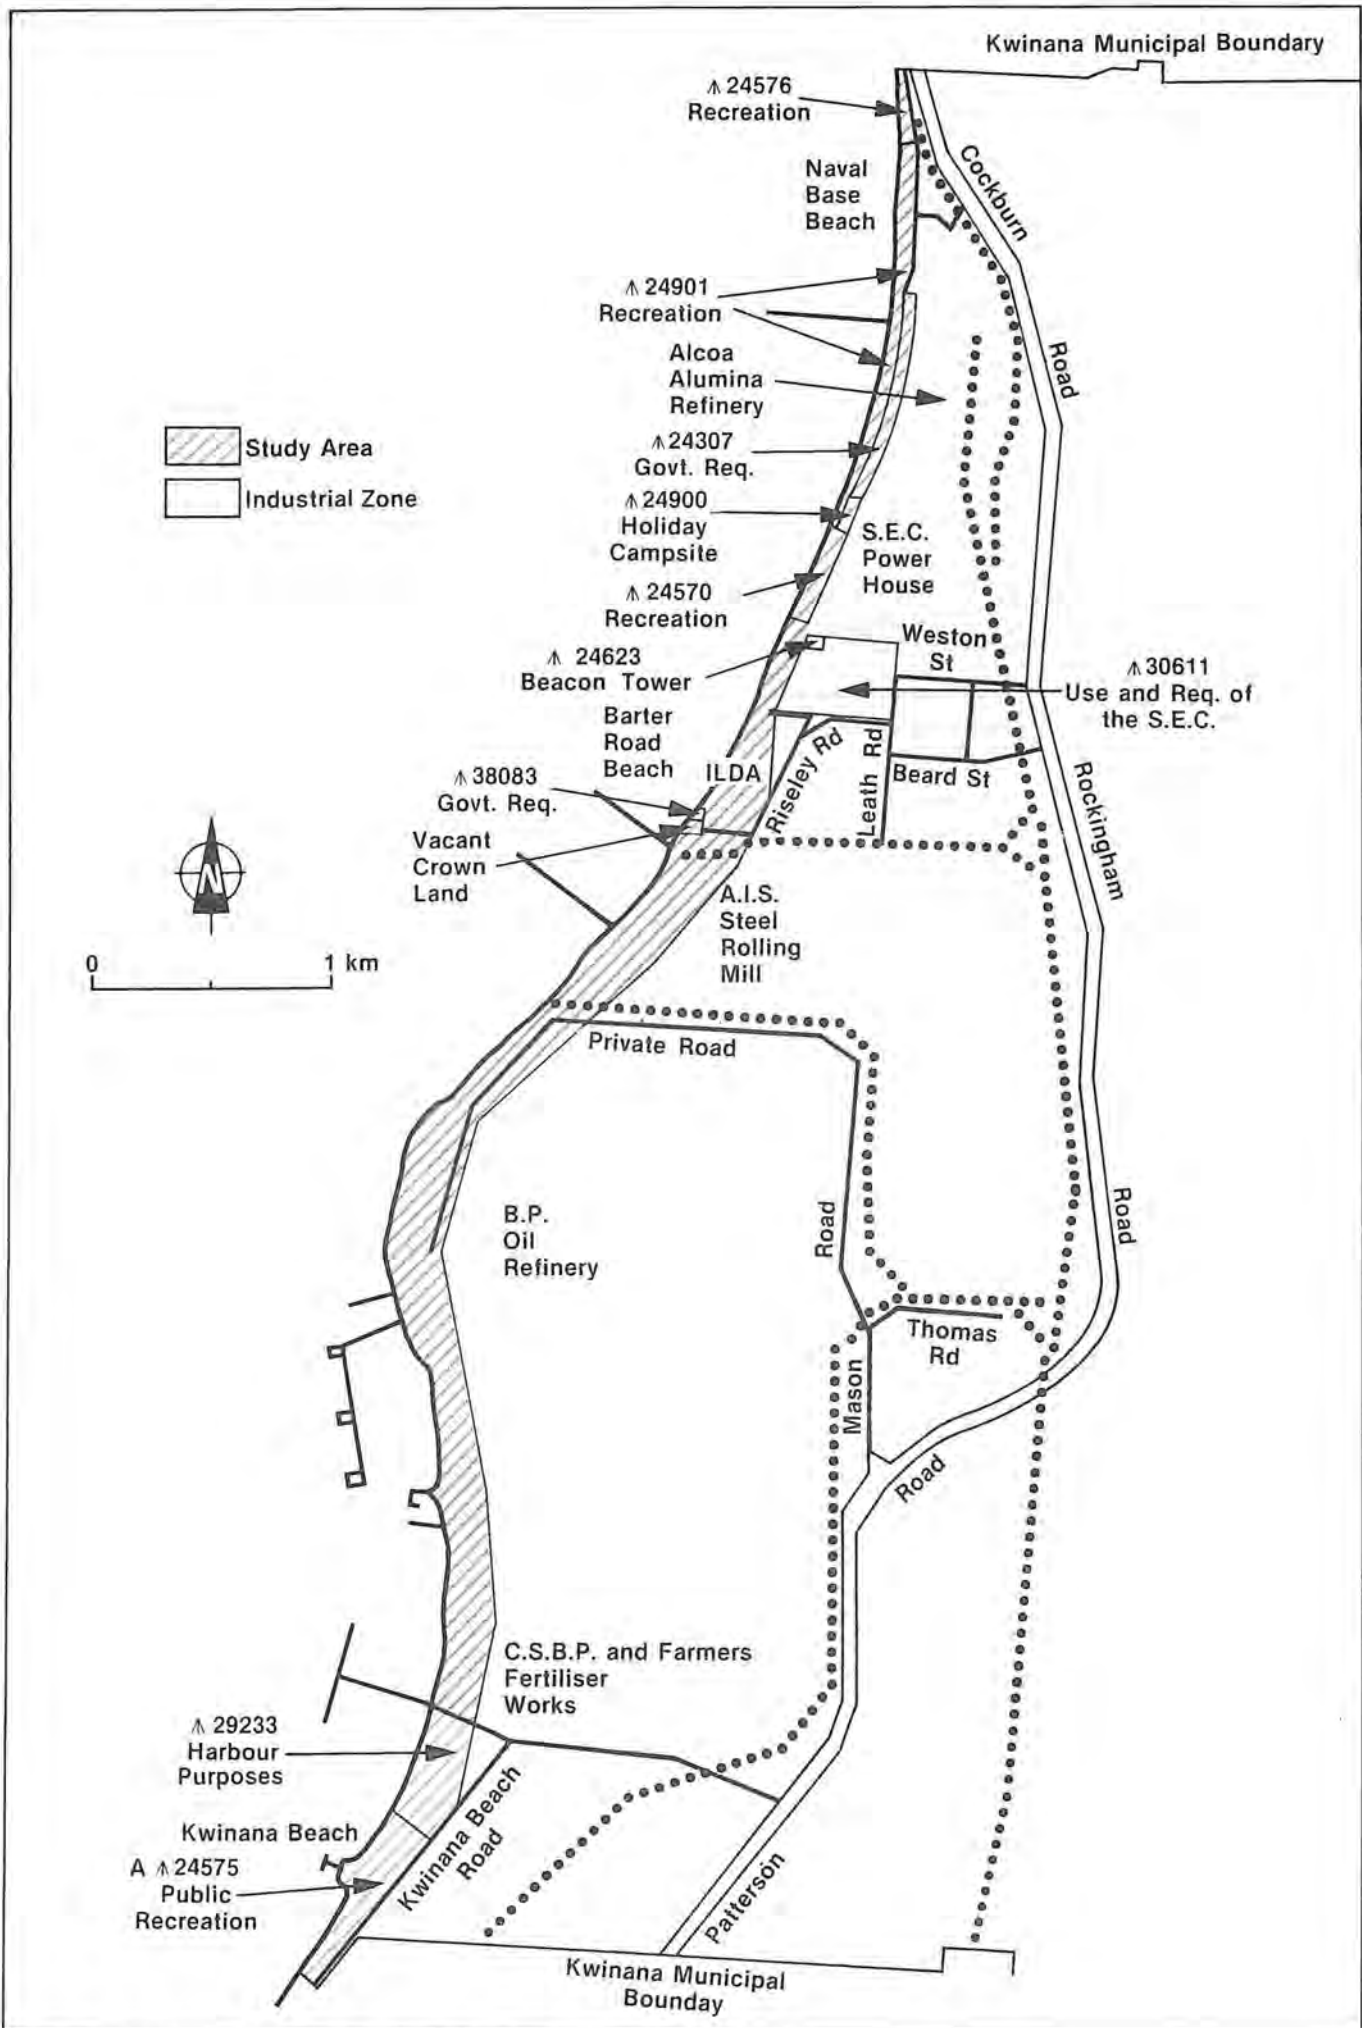 Kwinana Municipal Boundary
⩚ 24576
Recreation
Naval
Base
Beach
Cockburn
Road
⩚ 24901
Recreation
Alcoa
Alumina
Refinery
⩚ 24307
Govt. Req.
⩚ 24900
Holiday
Campsite
S.E.C.
Power
House
⩚ 24570
Recreation
Study Area
Industrial Zone
Weston
St
⩚ 24623
Beacon Tower
⩚ 30611
Use and Req. of
the S.E.C.
Barter
Road
Beach
ILDA
Riseley Rd
Leath Rd
Beard St
Rockingham
Road
⩚ 38083
Govt. Req.
Vacant
Crown
Land
N
A.I.S.
Steel
Rolling
Mill
0 1 km
Private Road
B.P.
Oil
Refinery
Road
Mason
Thomas
Rd
Road
C.S.B.P. and Farmers
Fertiliser
Works
⩚ 29233
Harbour
Purposes
Kwinana Beach
A ⩚ 24575
Public
Recreation
Kwinana Beach
Road
Patterson
Kwinana Municipal
Bounday